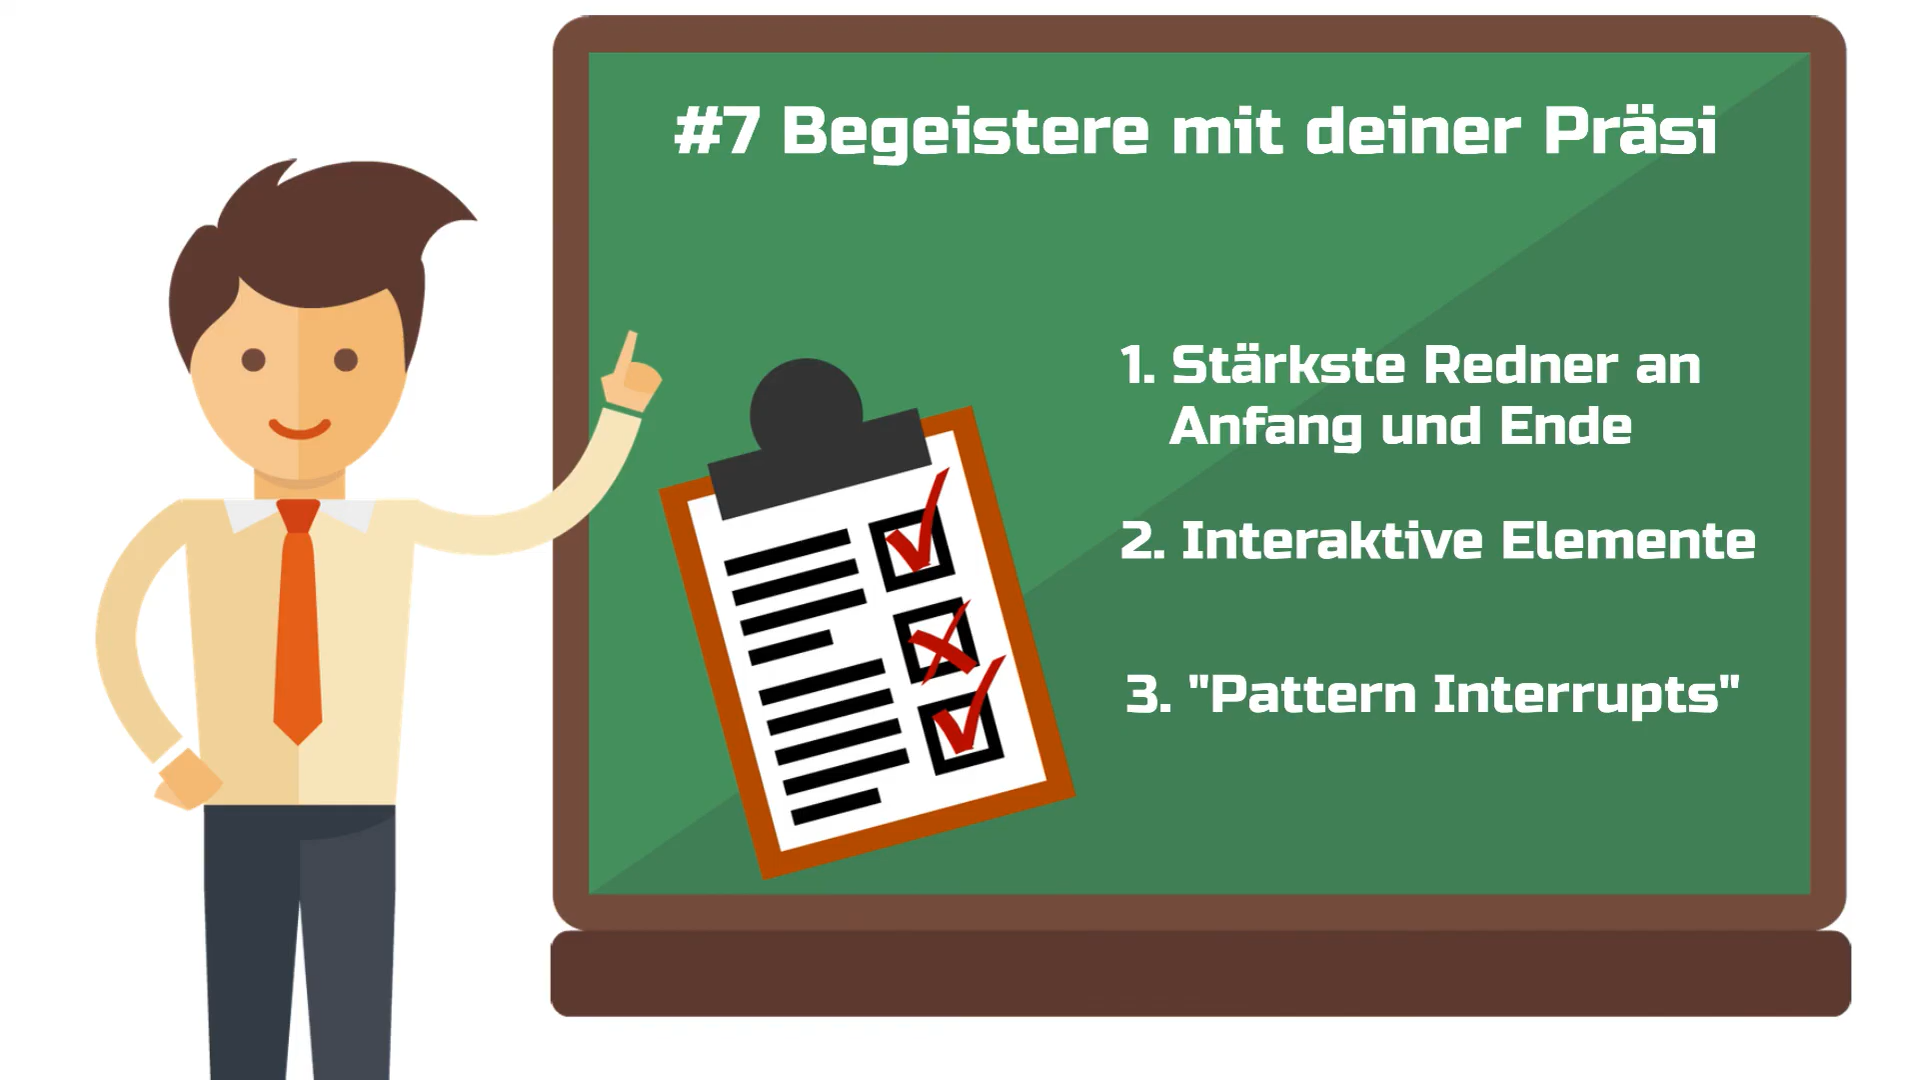 #7 Begeistere mit deiner Präsi
1. Stärkste Redner an
Anfang und Ende
2. Interaktive Elemente
3. "Pattern Interrupts"